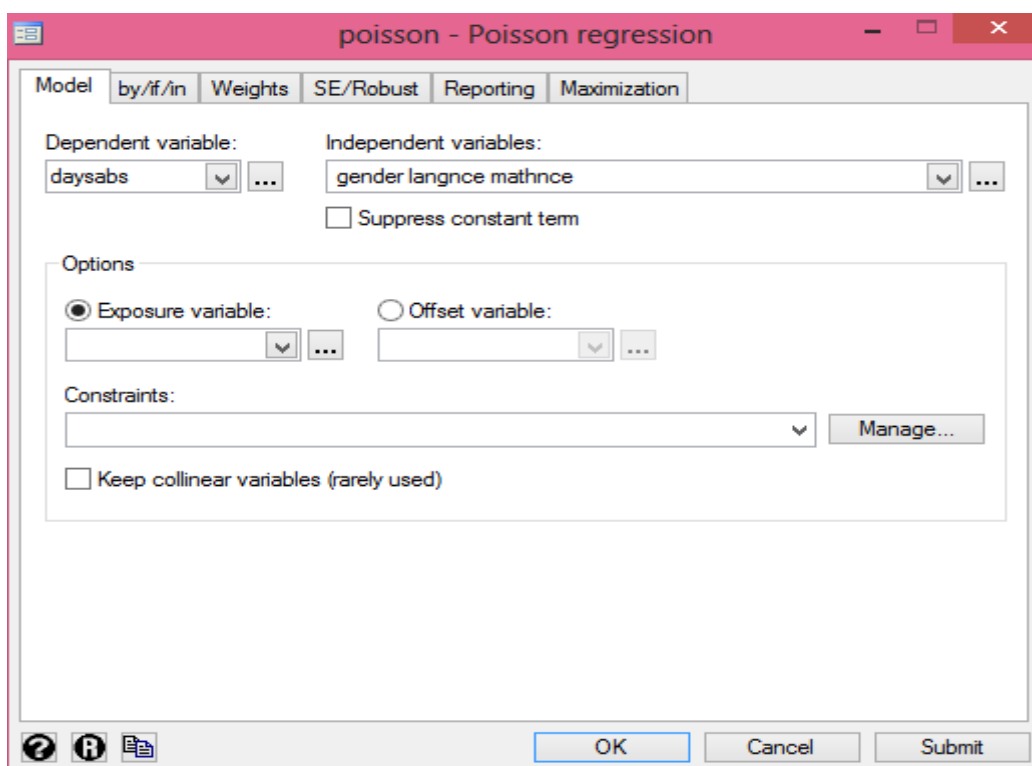 poisson - Poisson regression
Model by/if/in Weights SE/Robust Reporting Maximization
Dependent variable: Independent variables:
daysabs ... gender langnce mathnce ...
Suppress constant term
Options
Exposure variable: Offset variable:
... ...
Constraints:
Manage...
Keep collinear variables (rarely used)
? R OK Cancel Submit